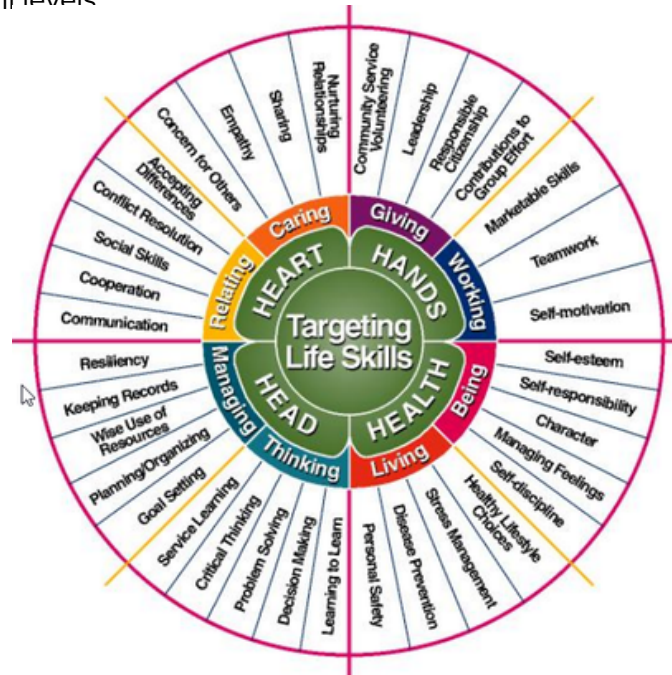 levels
Nurturing
Relationships
Sharing
Empathy
Concern for Others
Accepting
Differences
Conflict Resolution
Social Skills
Cooperation
Communication
Community Service
Volunteering
Leadership
Responsible
Citizenship
Contributions to
Group Effort
Marketable Skills
Teamwork
Self-motivation
Caring
Giving
Relating
Working
HEART
HANDS
Targeting
Life Skills
HEAD
HEALTH
Managing
Being
Thinking
Living
Resiliency
Keeping Records
Wise Use of
Resources
Planning/Organizing
Goal Setting
Service Learning
Critical Thinking
Problem Solving
Decision Making
Learning to Learn
Self-esteem
Self-responsibility
Character
Managing Feelings
Self-discipline
Healthy Lifestyle
Choices
Stress Management
Disease Prevention
Personal Safety